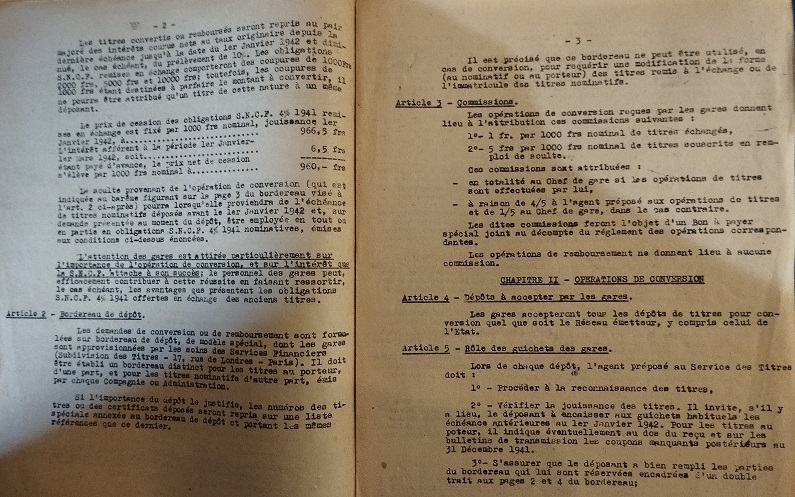 - 2 -
Les titres convertis ou remboursés seront repris au pair
majoré des intérêts courus nets au taux originaire depuis la
dernière échéance jusqu'à la date du 1er Janvier 1942 et dimi-
nué, le cas échéant, du prélèvement de 10%. Les obligations
S.N.C.F. remises en échange comporteront des coupures de 1000Frs
2000 frs, 5000 frs et 10000 frs; toutefois, les coupures de
1000 frs étant destinées à parfaire le montant à convertir, il
ne pourra être attribué qu'un titre de cette nature à un même
déposant.
Le prix de cession des obligations S.N.C.F. 4% 1941 remi-
ses en échange est fixé par 1000 frs nominal, jouissance 1er
Janvier 1942, à.................... 966,5 frs
l'intérêt afférent à la période 1er Janvier-
1er Mars 1942, soit................ 6,5 frs
étant payé d'avance, le prix net de cession
s'élève par 1000 frs nominal à........... 960,- frs
La soulte provenant de l'opération de conversion (qui est
indiquée au barème figurant sur la page 3 du bordereau visé à
l'art. 2 ci-après) pourra lorsqu'elle proviendra de l'échéance
de titres nominatifs déposés avant le 1er Janvier 1942 et, sur
demande présentée au moment du dépôt, être employée en tout ou
en partie en obligations S.N.C.F. 4% 1941 nominatives, émises
aux conditions ci-dessus énoncées.
L'attention des gares est attirée particulièrement sur
l'importance de l'opération de conversion, et sur l'intérêt que
la S.N.C.F. attache à son succès; le personnel des gares peut,
efficacement contribuer à cette réussite en faisant ressortir,
le cas échéant, les avantages que présentent les obligations
S.N.C.F. 4% 1941 offertes en échange des anciens titres.
Article 2 - Bordereau de dépôt.
Les demandes de conversion ou de remboursement sont formu-
lées sur bordereau de dépôt, de modèle spécial, dont les gares
sont approvisionnées par les soins des Services Financiers
(Subdivision des Titres - 17, rue de Londres - Paris). Il doit
être établi un bordereau distinct pour les titres au porteur,
d'une part, et pour les titres nominatifs d'autre part, émis
par chaque Compagnie ou Administration.
Si l'importance du dépôt le justifie, les numéros des ti-
tres ou des certificats déposés seront repris sur une liste
spéciale annexée au bordereau de dépôt et portant les mêmes
références que ce dernier.
- 3 -
Il est précisé que ce bordereau ne peut être utilisé, en
cas de conversion, pour requérir une modification de la forme
(au nominatif ou au porteur) des titres remis à l'échange ou de
l'immatricule des titres nominatifs.
Article 3 - Commissions.
Les opérations de conversion reçues par les gares donnent
lieu à l'attribution des commissions suivantes :
1°- 1 fr. par 1000 frs nominal de titres échangés,
2°- 5 frs par 1000 frs nominal de titres souscrits en rem-
ploi de soulte.
Ces commissions sont attribuées :
- en totalité au Chef de gare si les opérations de titres
sont effectuées par lui,
- à raison de 4/5 à l'agent préposé aux opérations de titres
et de 1/5 au Chef de gare, dans le cas contraire.
Les dites commissions feront l'objet d'un Bon à payer
spécial joint au décompte du réglement des opérations correspon-
dantes.
Les opérations de remboursement ne donnent lieu à aucune
commission.
CHAPITRE II - OPERATIONS DE CONVERSION
Article 4 - Dépôts à accepter par les gares.
Les gares accepteront tous les dépôts de titres pour con-
version quel que soit le Réseau émetteur, y compris celui de
l'Etat.
Article 5 - Rôle des guichets des gares.
Lors de chaque dépôt, l'agent préposé au Service des Titres
doit :
1° - Procéder à la reconnaissance des titres,
2° - Vérifier la jouissance des titres. Il invite, s'il y
a lieu, le déposant à encaisser aux guichets habituels les
échéance antérieures au 1er Janvier 1942. Pour les titres au
poteur, il indique éventuellement au dos du reçu et sur les
bulletins de transmission les coupons manquants postérieurs au
31 Décembre 1941.
3°- S'assurer que le déposant a bien rempli les parties
du bordereau qui lui sont réservées encadrées d'un double
trait aux pages 2 et 4 du bordereau;